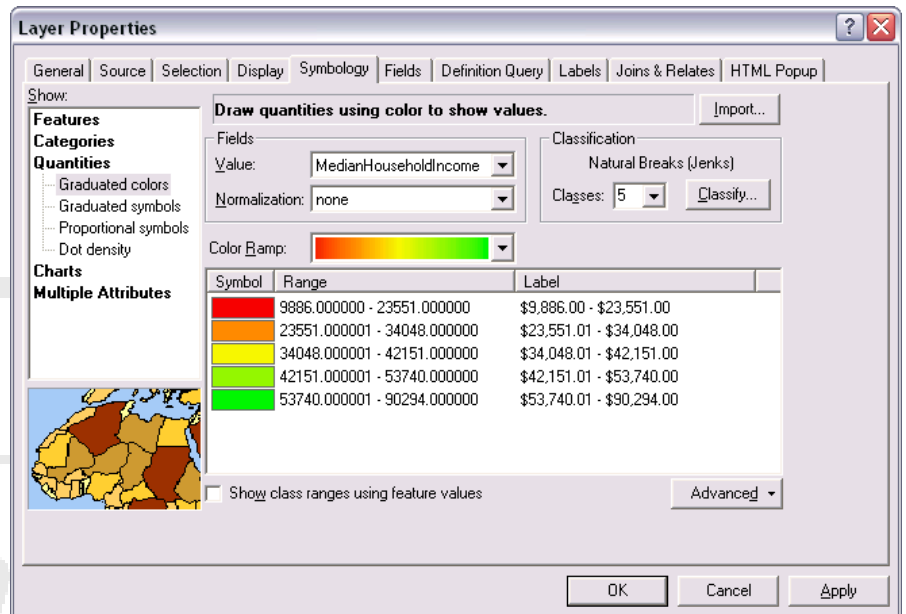 Layer Properties
General Source Selection Display Symbology Fields Definition Query Labels Joins & Relates HTML Popup
Show:
Features
Categories
Quantities
Graduated colors
Graduated symbols
Proportional symbols
Dot density
Charts
Multiple Attributes
Draw quantities using color to show values.
Import...
Fields
Value: MedianHouseholdIncome
Normalization: none
Classification
Natural Breaks (Jenks)
Classes: 5 Classify...
Color Ramp:
Symbol Range Label
9886.000000 - 23551.000000 $9,886.00 - $23,551.00
23551.000001 - 34048.000000 $23,551.01 - $34,048.00
34048.000001 - 42151.000000 $34,048.01 - $42,151.00
42151.000001 - 53740.000000 $42,151.01 - $53,740.00
53740.000001 - 90294.000000 $53,740.01 - $90,294.00
Show class ranges using feature values
Advanced
OK Cancel Apply